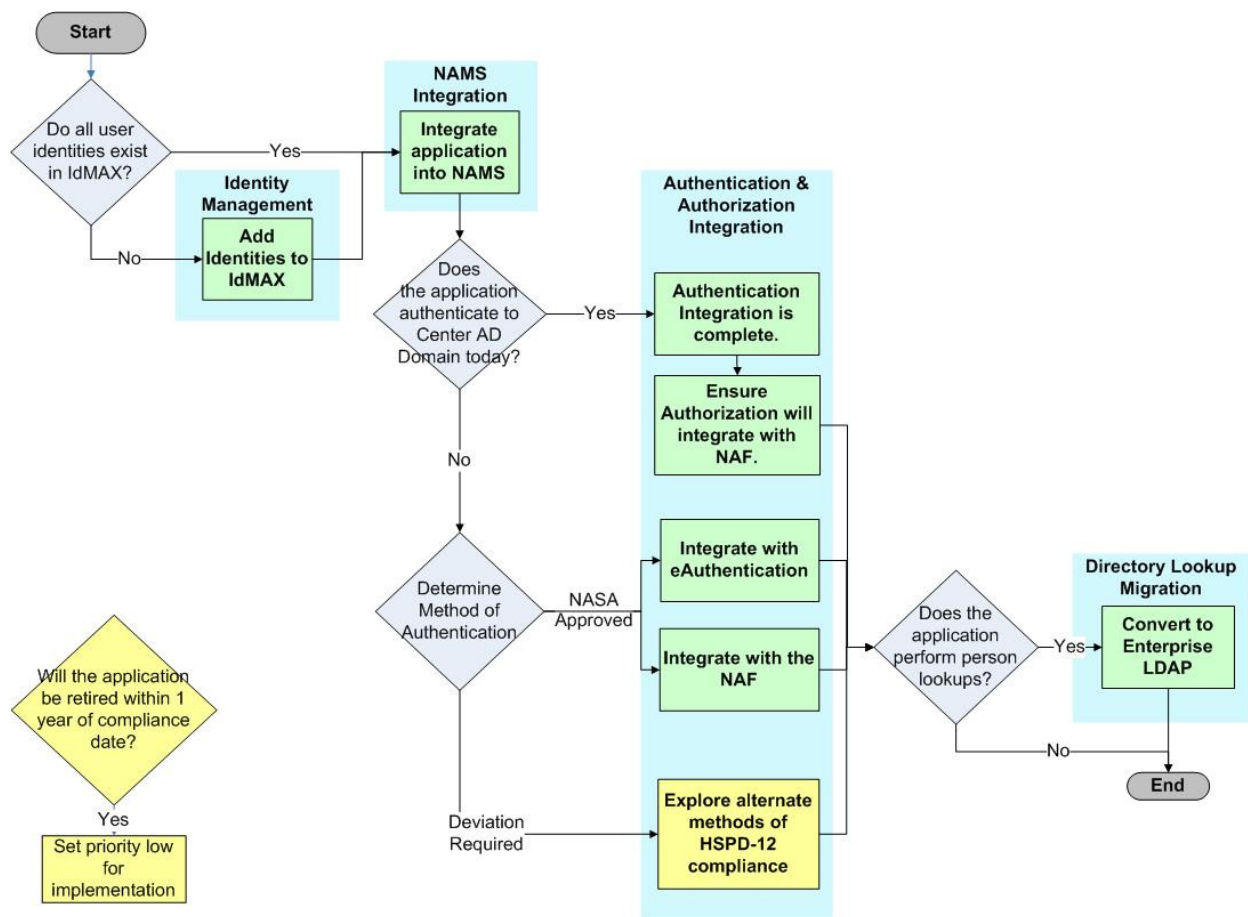 Start
Do all user
identities exist
in IdMAX?
Yes
No
Identity
Management
Add
Identities to
IdMAX
NAMS
Integration
Integrate
application
into NAMS
Does
the application
authenticate to
Center AD
Domain today?
Yes
No
Authentication &
Authorization
Integration
Authentication
Integration is
complete.
Ensure
Authorization will
integrate with
NAF.
Determine
Method of
Authentication
NASA
Approved
Integrate with
eAuthentication
Integrate with the
NAF
Deviation
Required
Explore alternate
methods of
HSPD-12
compliance
Does the
application
perform person
lookups?
Yes
No
Directory Lookup
Migration
Convert to
Enterprise
LDAP
End
Will the application
be retired within 1
year of compliance
date?
Yes
Set priority low
for
implementation